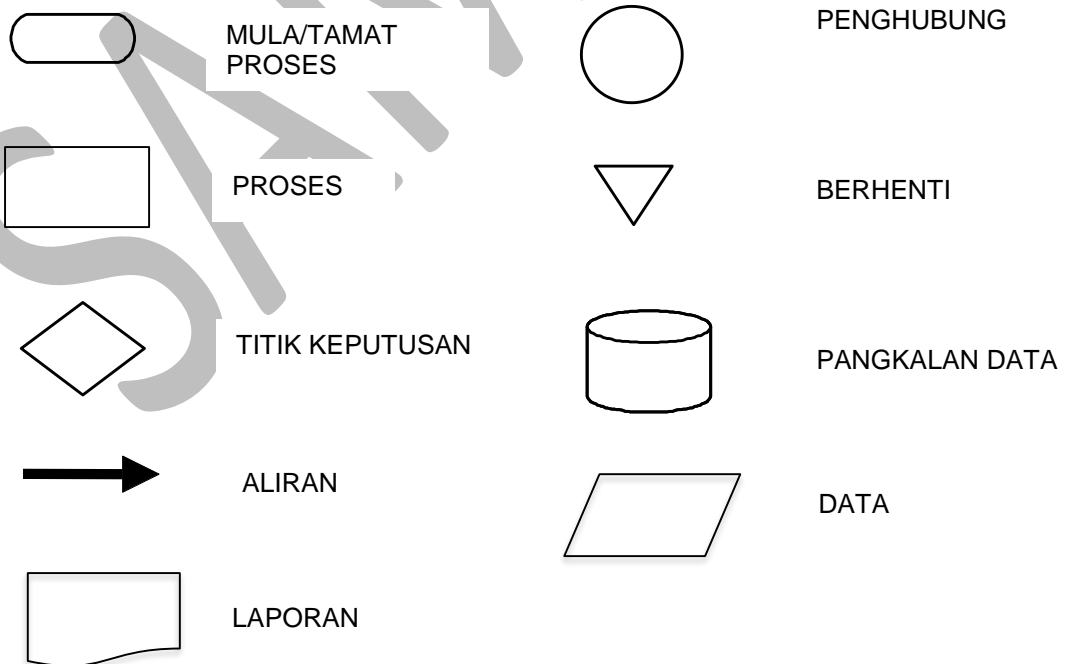 MULA/TAMAT
PROSES
PROSES
TITIK KEPUTUSAN
ALIRAN
LAPORAN
PENGHUBUNG
BERHENTI
PANGKALAN DATA
DATA